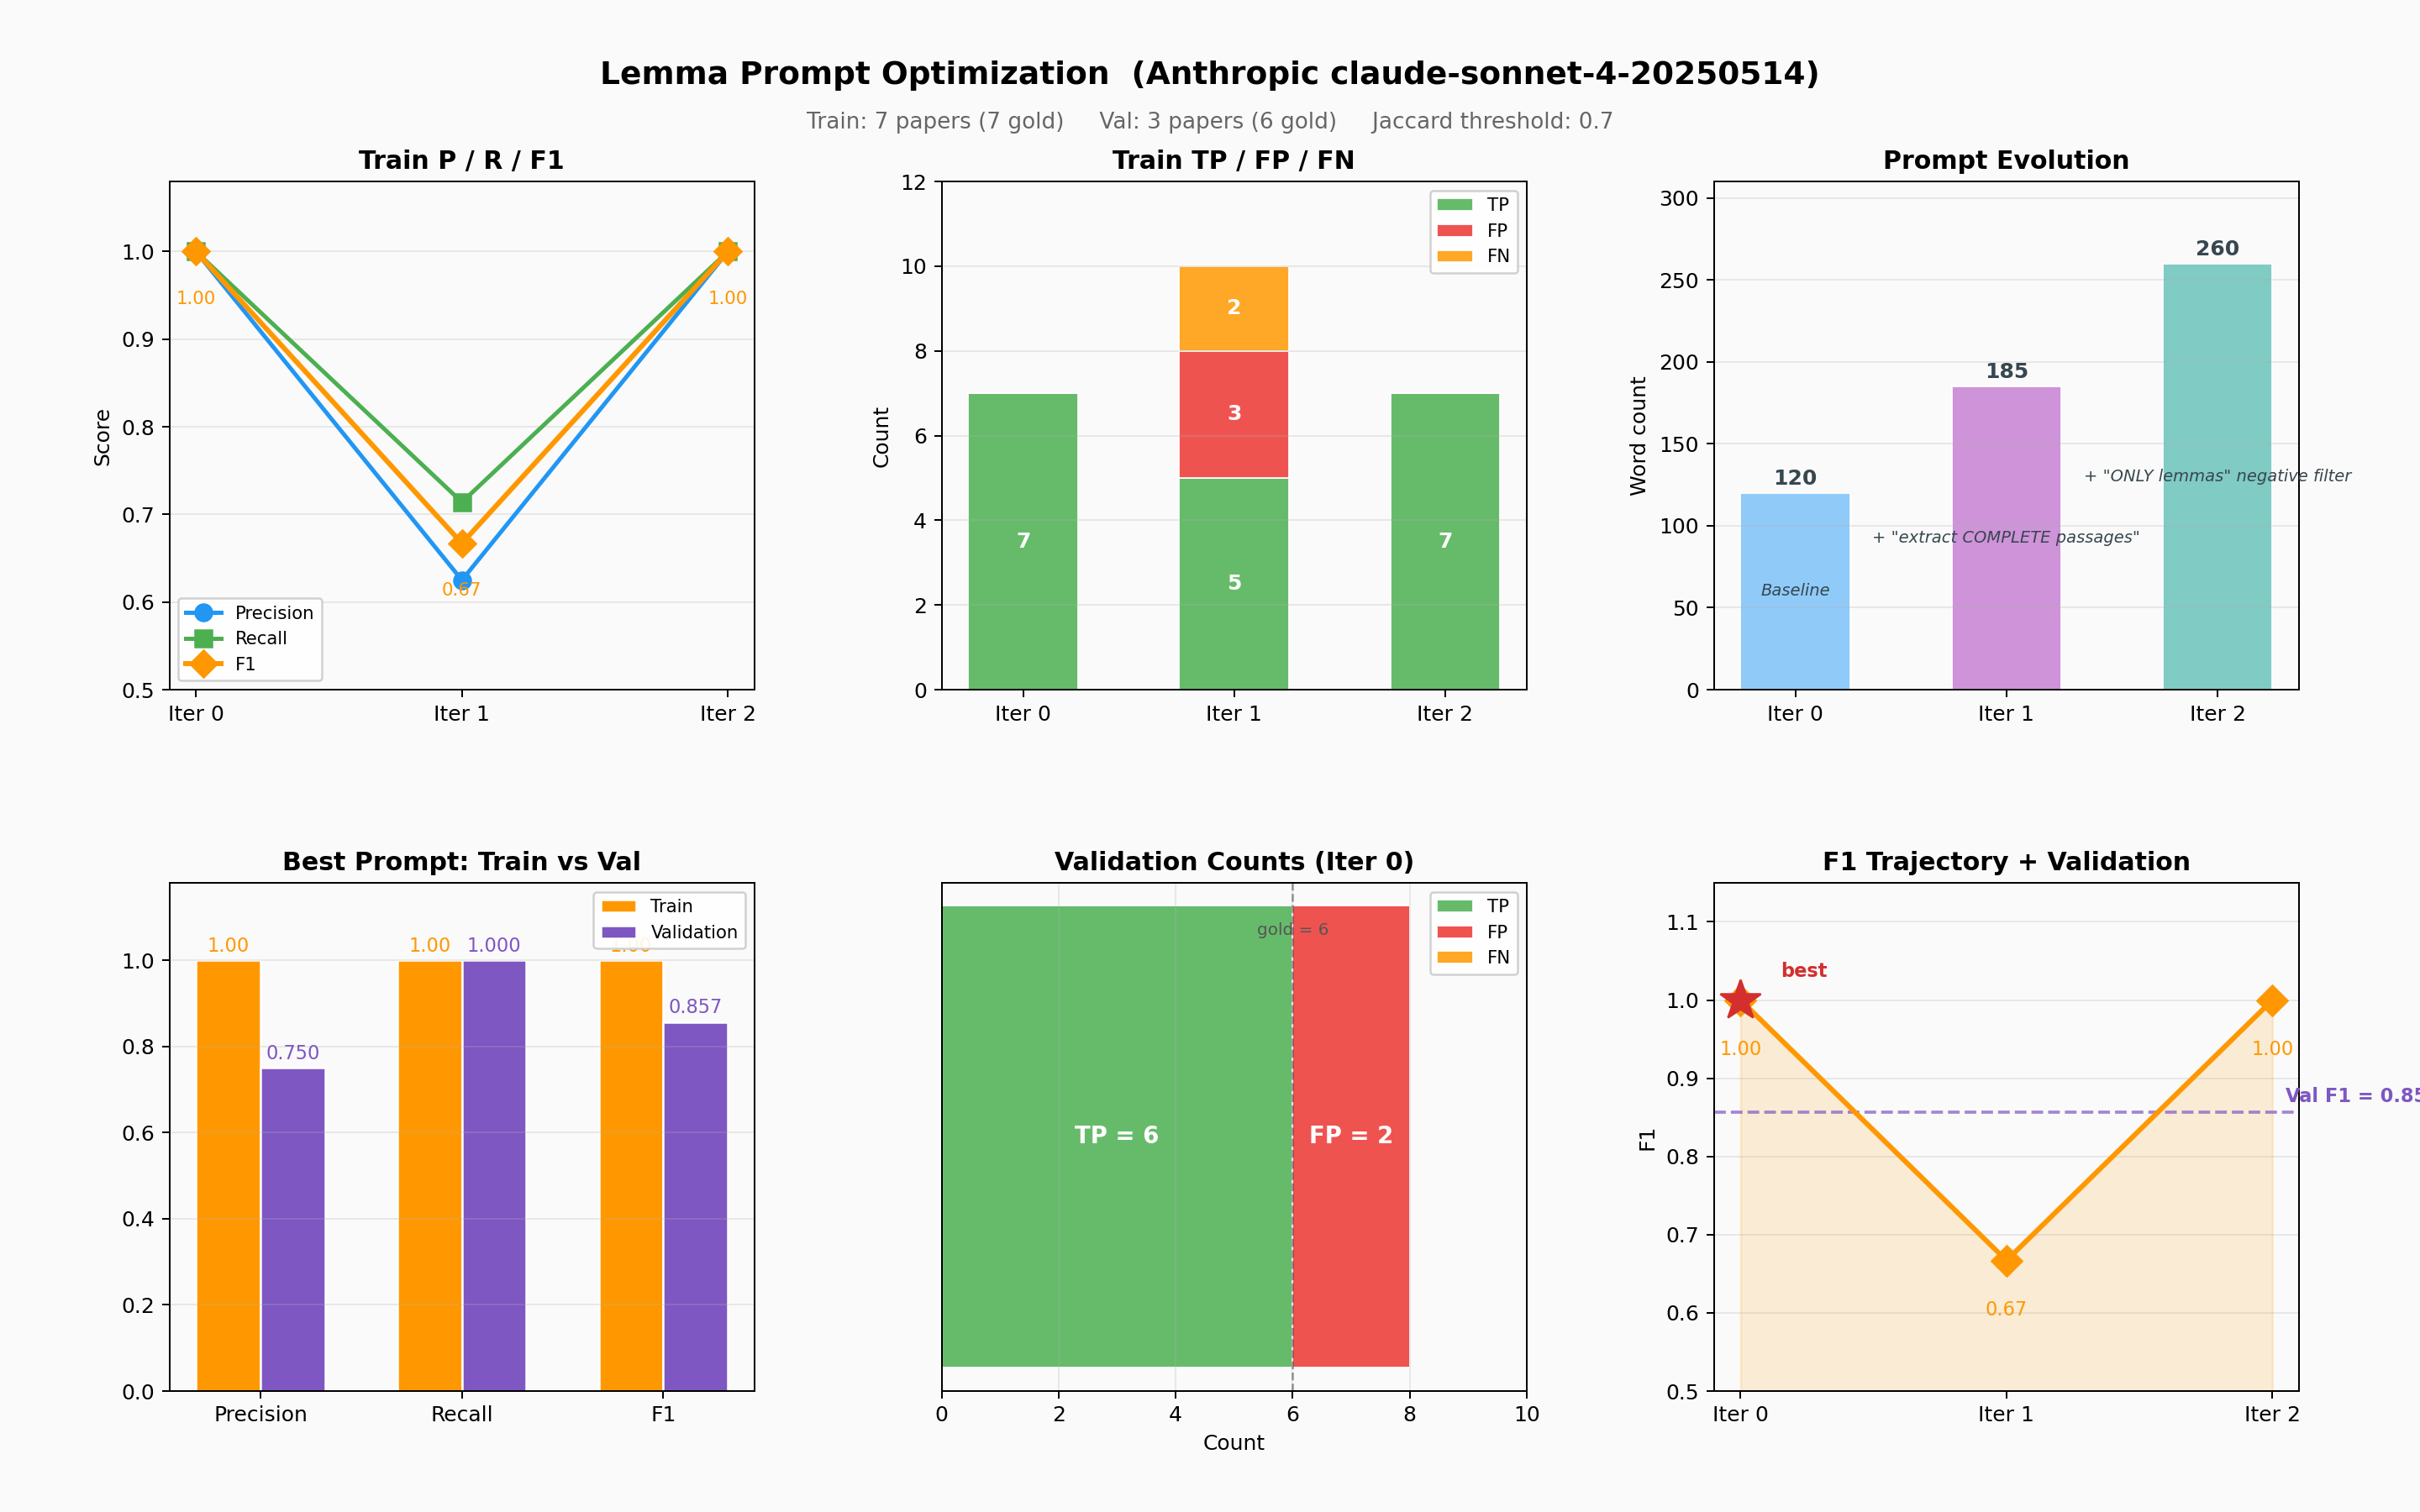 Lemma Prompt Optimization (Anthropic claude-sonnet-4-20250514)
Train: 7 papers (7 gold) Val: 3 papers (6 gold) Jaccard threshold: 0.7
Train P / R / F1
Score
1.0
0.9
0.8
0.7
0.6
0.5
1.00
0.67
1.00
Precision
Recall
F1
Iter 0
Iter 1
Iter 2
Train TP / FP / FN
Count
12
10
8
6
4
2
0
TP
FP
FN
7
2
3
5
7
Iter 0
Iter 1
Iter 2
Prompt Evolution
Word count
300
250
200
150
100
50
0
120
185
260
Baseline
+ "extract COMPLETE passages"
+ "ONLY lemmas" negative filter
Iter 0
Iter 1
Iter 2
Best Prompt: Train vs Val
1.0
0.8
0.6
0.4
0.2
0.0
Train
Validation
1.00
0.750
1.00
1.000
1.00
0.857
Precision
Recall
F1
Validation Counts (Iter 0)
TP
FP
FN
gold = 6
TP = 6
FP = 2
0
2
4
6
8
10
Count
F1 Trajectory + Validation
F1
1.1
1.0
0.9
0.8
0.7
0.6
0.5
best
1.00
0.67
1.00
Val F1 = 0.85
Iter 0
Iter 1
Iter 2